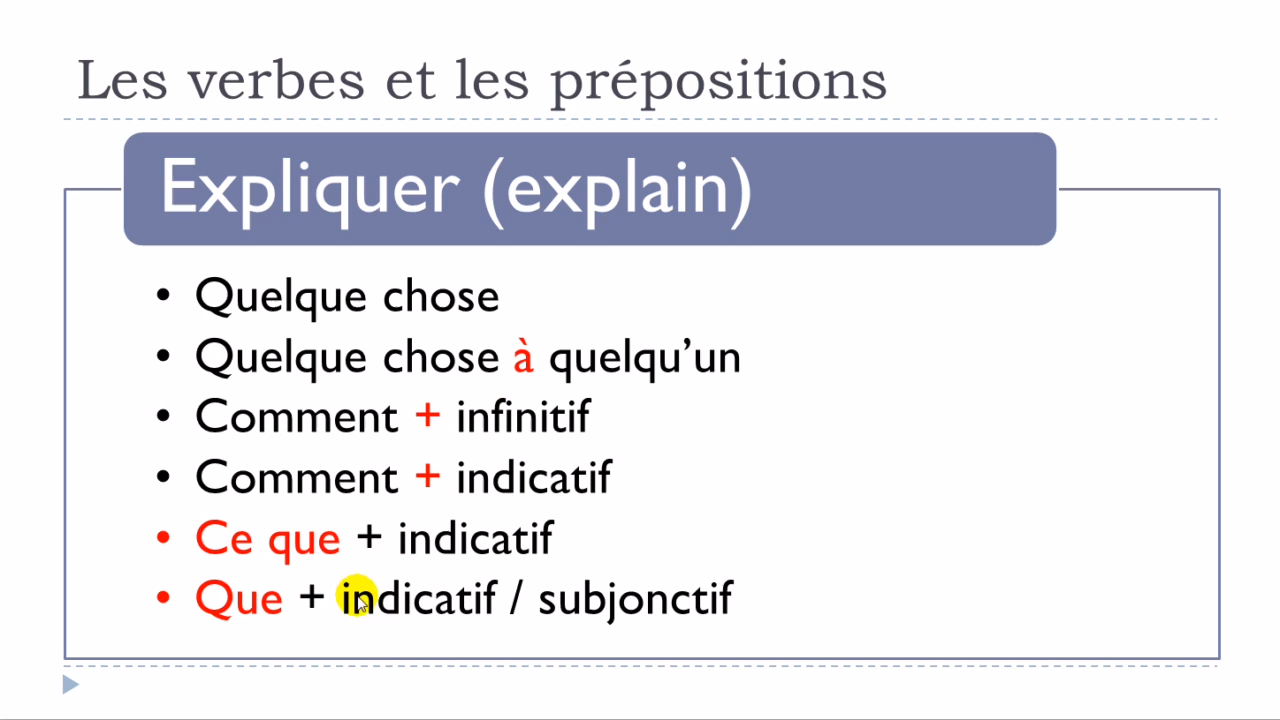 Les verbes et les prépositions
Expliquer (explain)
• Quelque chose
• Quelque chose à quelqu’un
• Comment + infinitif
• Comment + indicatif
• Ce que + indicatif
• Que + indicatif / subjonctif